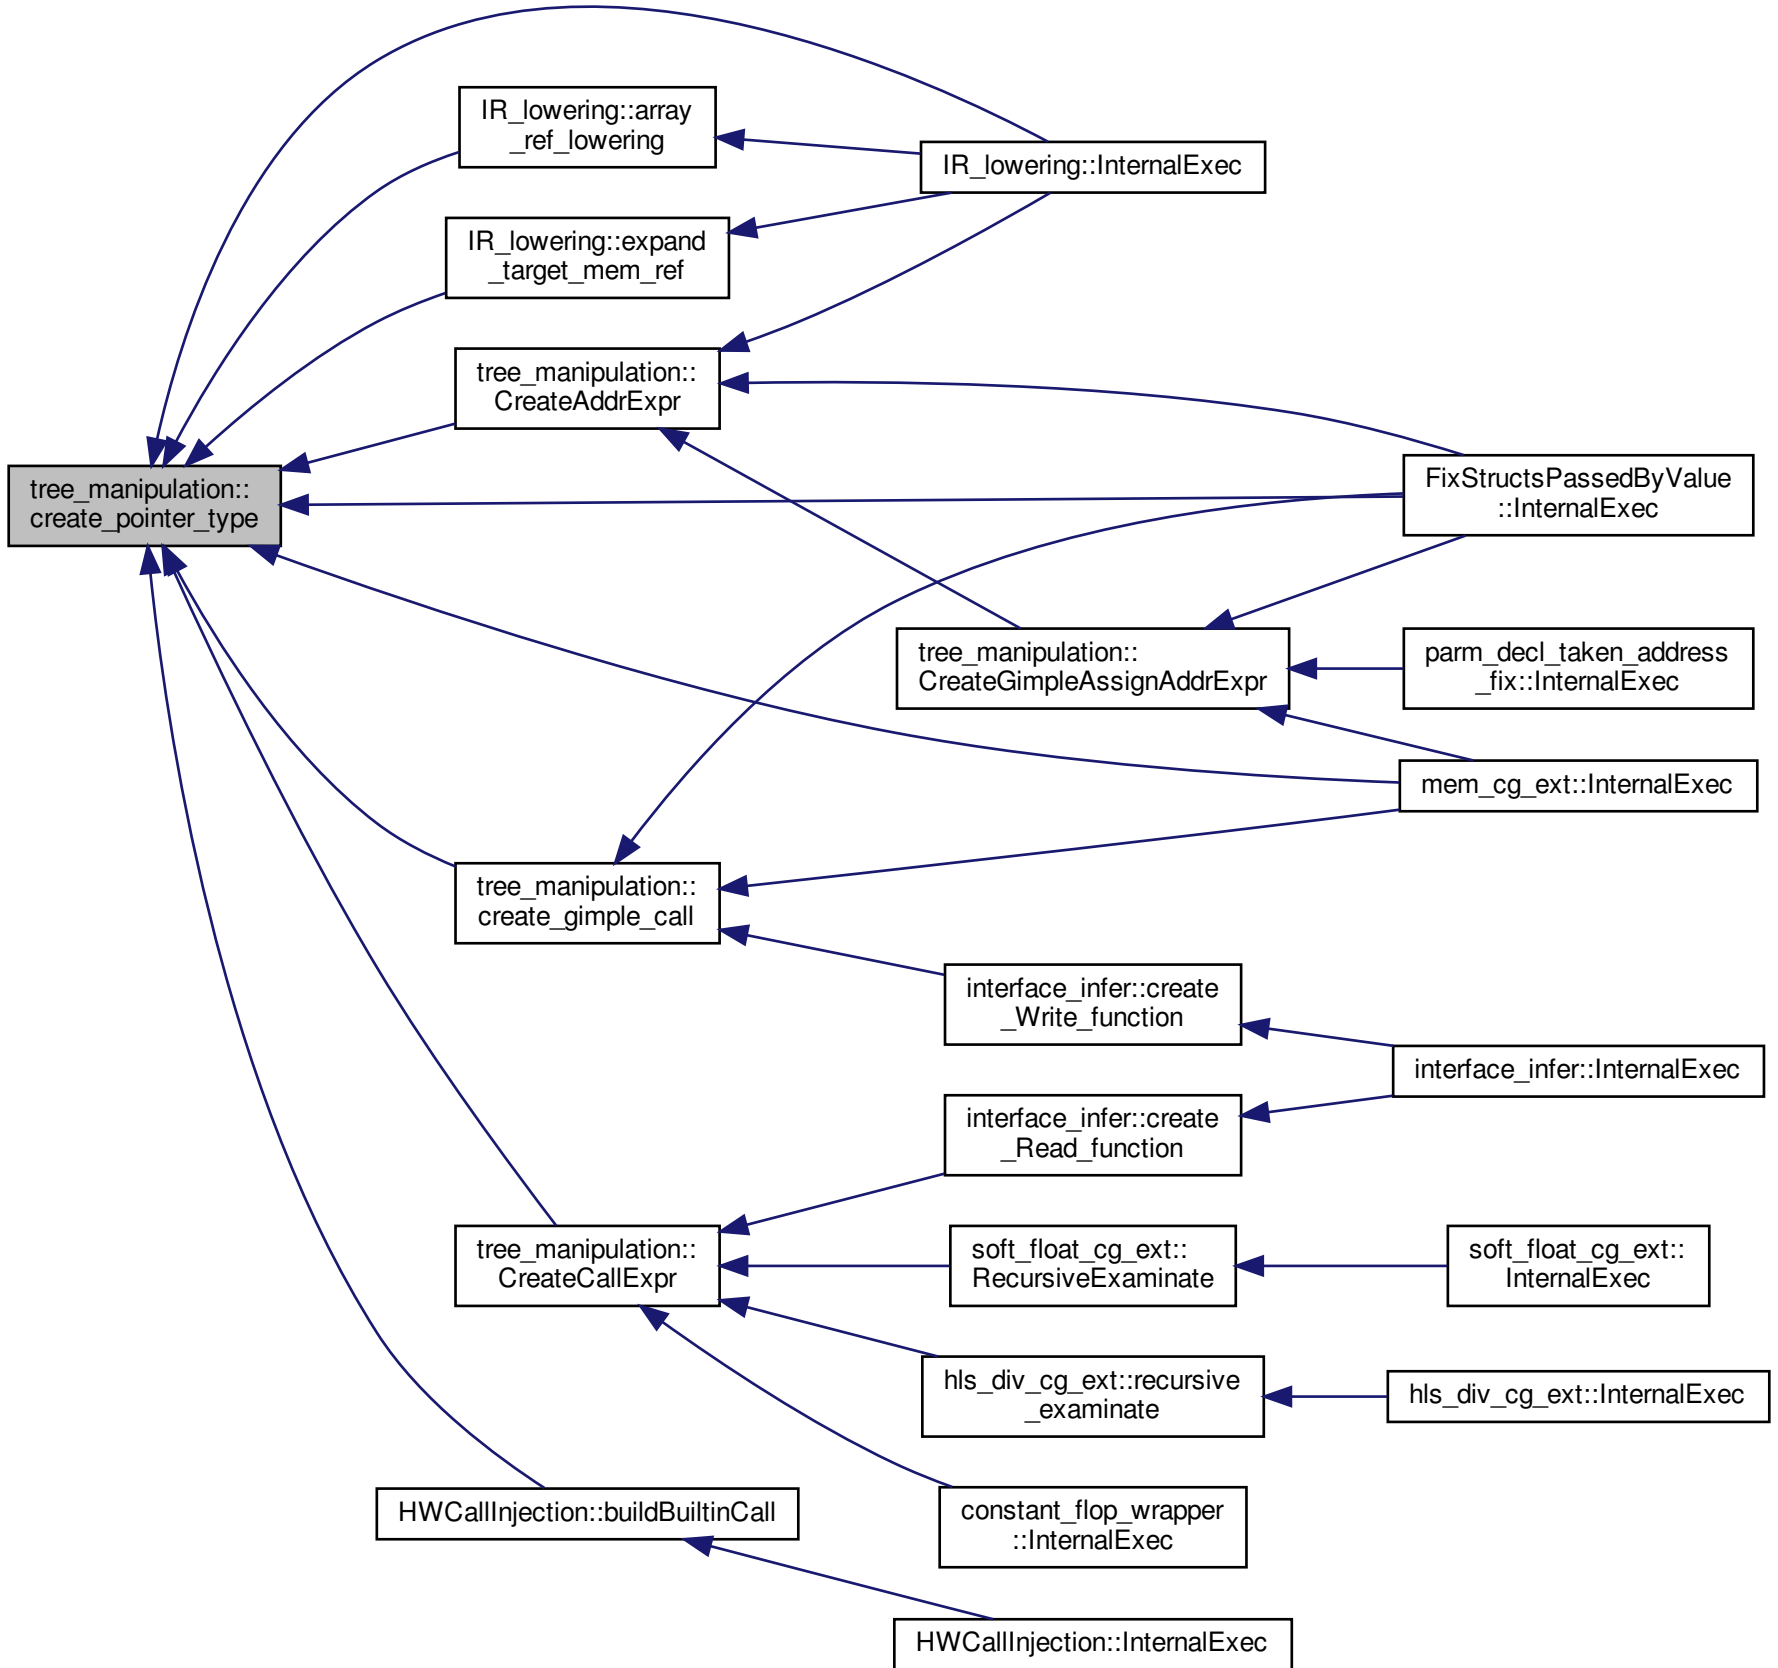 IR_lowering::array
_ref_lowering
IR_lowering::InternalExec
IR_lowering::expand
_target_mem_ref
tree_manipulation::
CreateAddrExpr
tree_manipulation::
create_pointer_type
FixStructsPassedByValue
::InternalExec
tree_manipulation::
CreateGimpleAssignAddrExpr
parm_decl_taken_address
_fix::InternalExec
mem_cg_ext::InternalExec
tree_manipulation::
create_gimple_call
interface_infer::create
_Write_function
interface_infer::InternalExec
interface_infer::create
_Read_function
tree_manipulation::
CreateCallExpr
soft_float_cg_ext::
RecursiveExaminate
soft_float_cg_ext::
InternalExec
hls_div_cg_ext::recursive
_examinate
hls_div_cg_ext::InternalExec
HWCallInjection::buildBuiltinCall
constant_flop_wrapper
::InternalExec
HWCallInjection::InternalExec